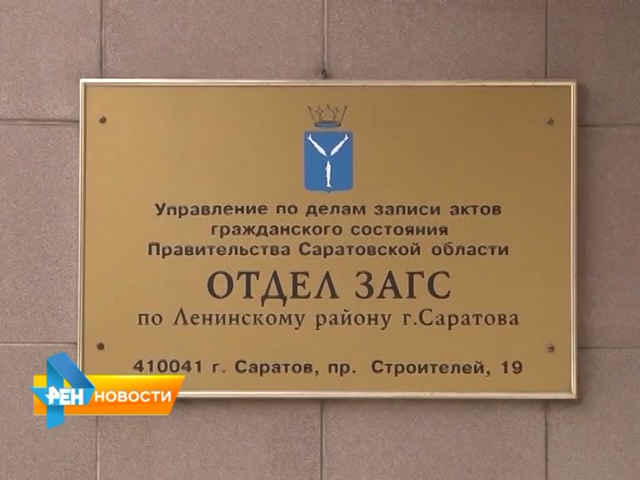 Управление по делам записи актов
гражданского состояния
Правительства Саратовской области
ОТДЕЛ ЗАГС
по Ленинскому району г.Саратова
410041 г. Саратов, пр. Строителей, 19
РЕН НОВОСТИ